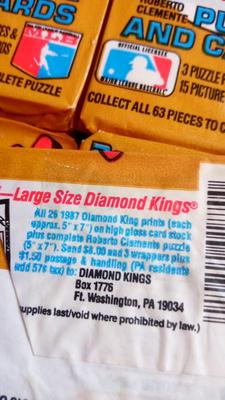 ARDS
MLB
LETE PUZZLE
ROBERTO
CLEMENTE
PU
AND C
OFFICIAL LICENSEE
MAJOR LEAGUE BASEBALL
3 PUZZLE P
15 PICTURE
COLLECT ALL 63 PIECES TO C
Large Size Diamond Kings®
All 26 1987 Diamond King prints (each
approx. 5" x 7") on high gloss card stock
plus complete Roberto Clemente puzzle
(5" x 7"). Send $8.00 and 3 wrappers plus
$1.50 postage & handling (PA residents
add 57¢ tax) to: DIAMOND KINGS
Box 1776
Ft. Washington, PA 19034
upplies last/void where prohibited by law.)